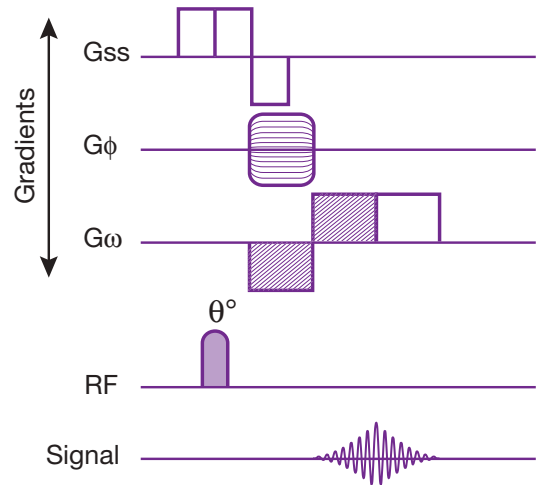 Gss
Gϕ
Gradients
Gω
θ°
RF
Signal